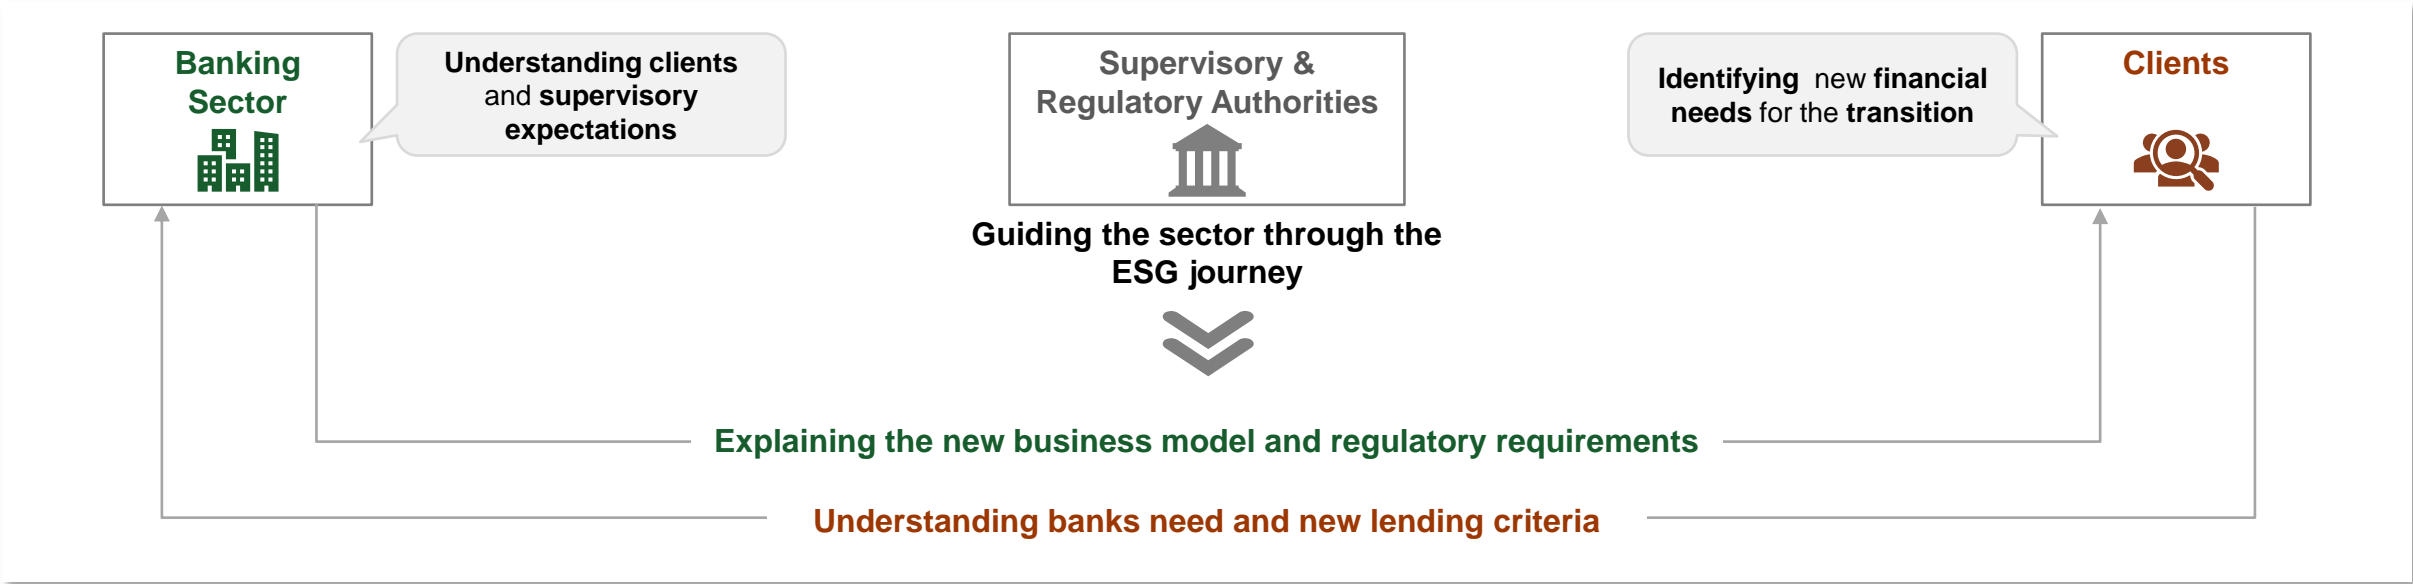 Banking
Sector
Understanding clients
and supervisory
expectations
Supervisory &
Regulatory Authorities
Identifying new financial
needs for the transition
Clients
Guiding the sector through the
ESG journey
Explaining the new business model and regulatory requirements
Understanding banks need and new lending criteria